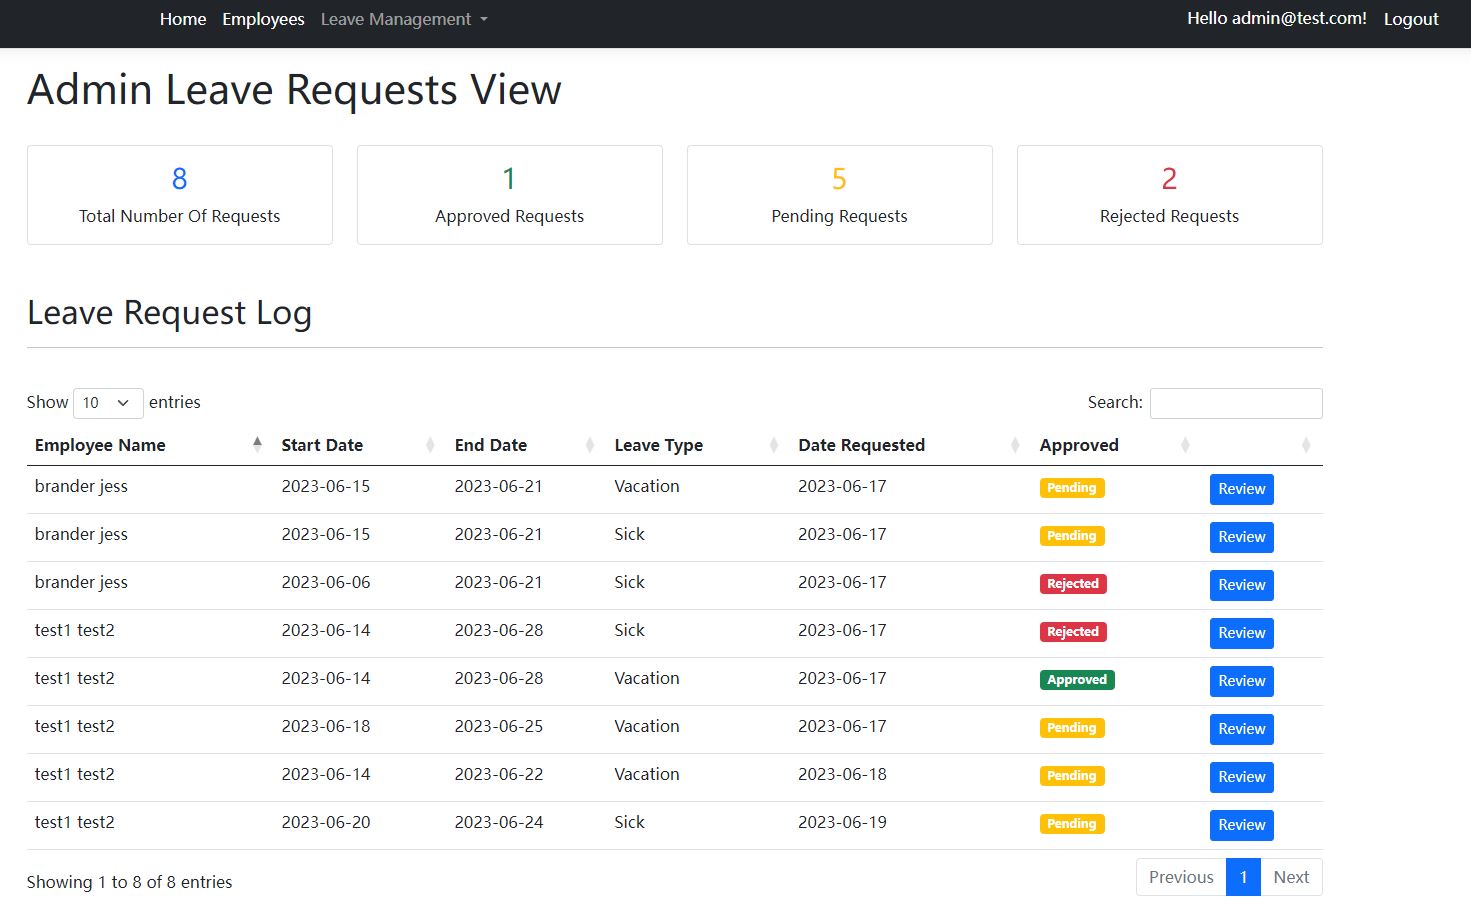 Home Employees Leave Management Hello admin@test.com! Logout
Admin Leave Requests View
8 1 5 2
Total Number Of Requests Approved Requests Pending Requests Rejected Requests
Leave Request Log
Show 10 entries Search:
Employee Name Start Date End Date Leave Type Date Requested Approved
brander jess 2023-06-15 2023-06-21 Vacation 2023-06-17 Pending Review
brander jess 2023-06-15 2023-06-21 Sick 2023-06-17 Pending Review
brander jess 2023-06-06 2023-06-21 Sick 2023-06-17 Rejected Review
test1 test2 2023-06-14 2023-06-28 Sick 2023-06-17 Rejected Review
test1 test2 2023-06-14 2023-06-28 Vacation 2023-06-17 Approved Review
test1 test2 2023-06-18 2023-06-25 Vacation 2023-06-17 Pending Review
test1 test2 2023-06-14 2023-06-22 Vacation 2023-06-18 Pending Review
test1 test2 2023-06-20 2023-06-24 Sick 2023-06-19 Pending Review
Showing 1 to 8 of 8 entries Previous 1 Next